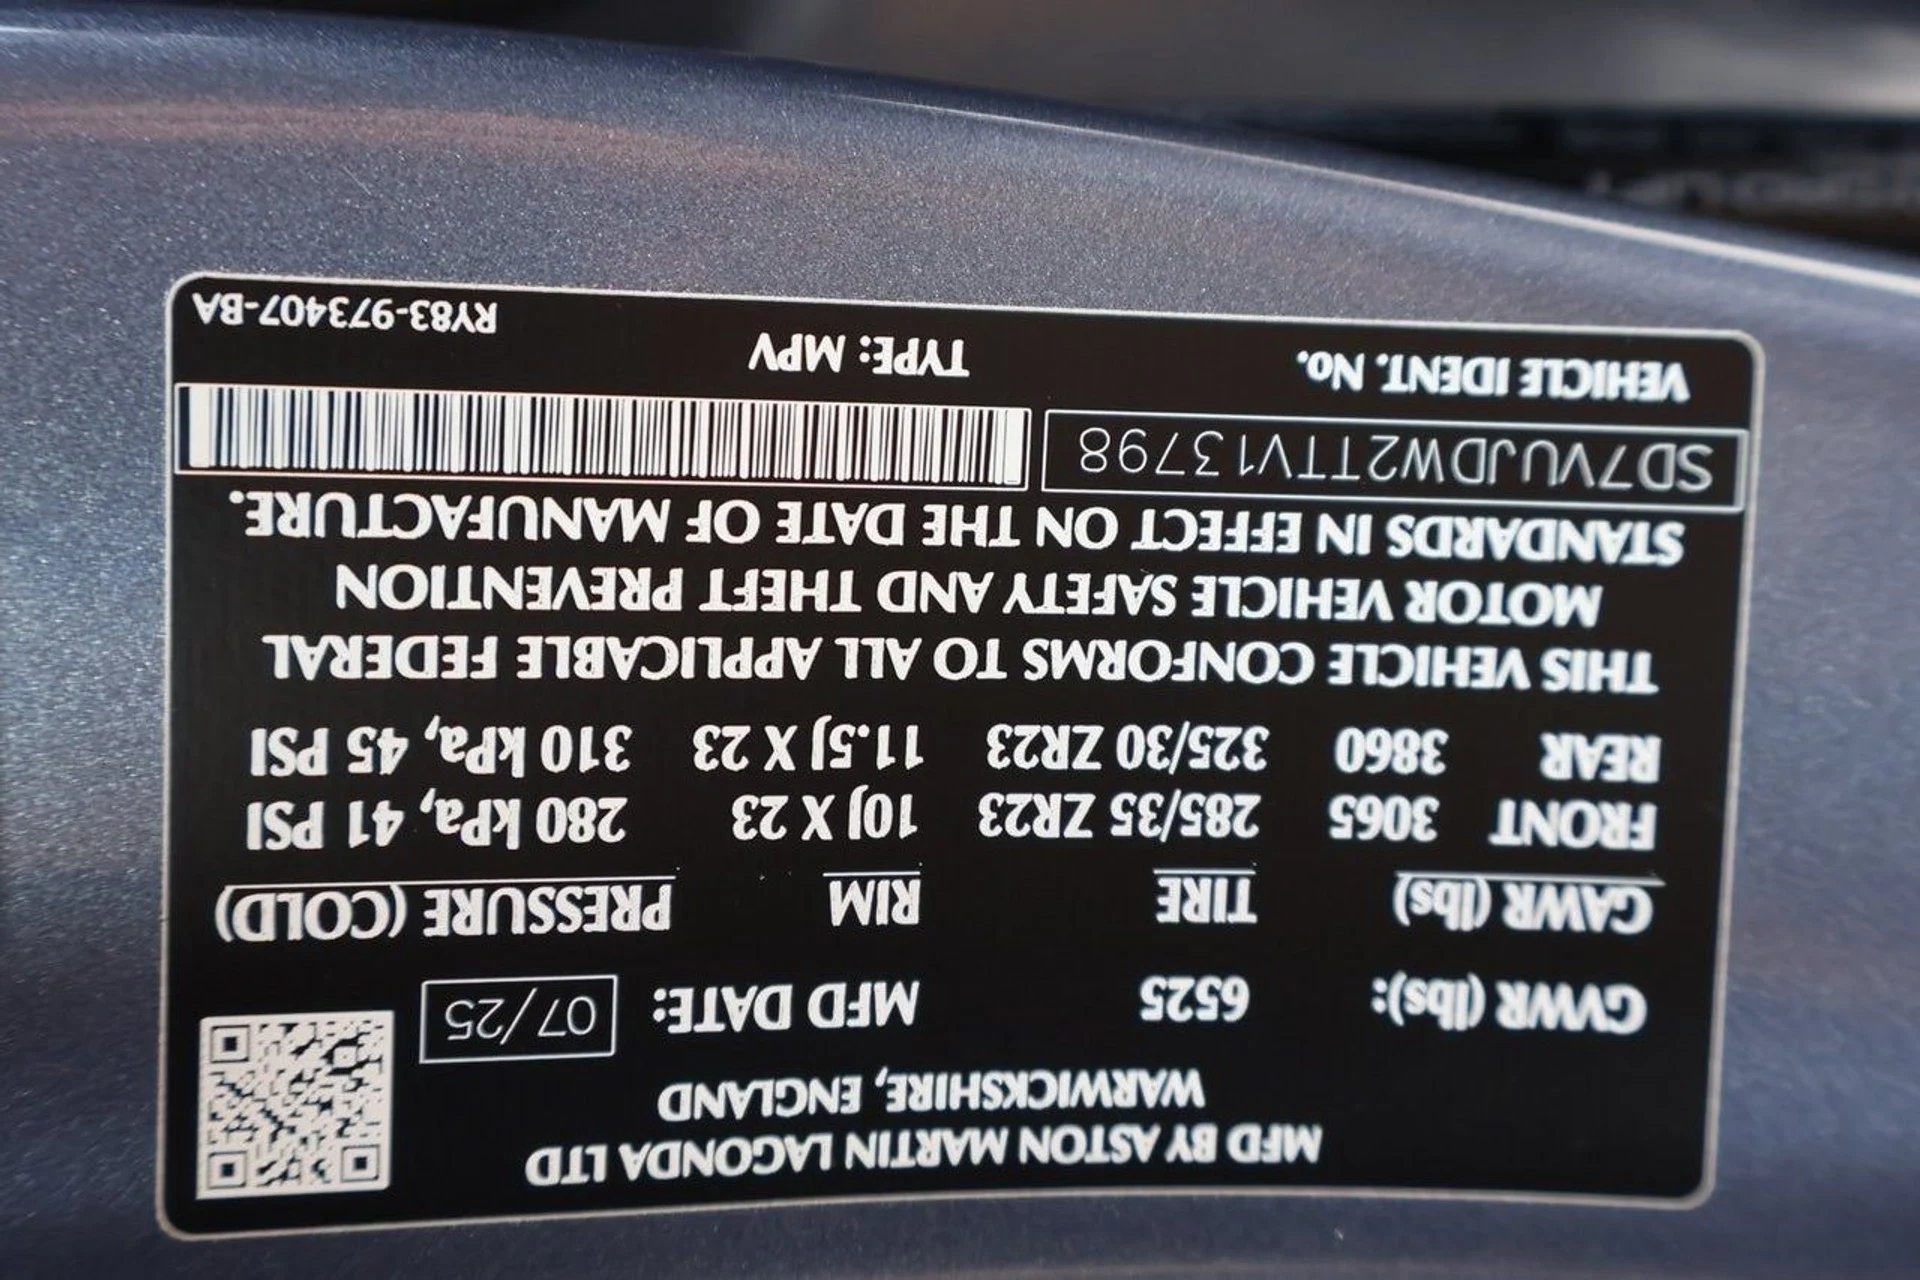 MFD BY ASTON MARTIN LAGONDA LTD
WARWICKSHIRE, ENGLAND
GVWR (lbs): 6525 MFD DATE: 07/25
GAWR (lbs) TIRE RIM PRESSURE (COLD)
FRONT 3065 285/35 ZR23 10J X 23 280 kPa, 41 PSI
REAR 3860 325/30 ZR23 11.5J X 23 310 kPa, 45 PSI
THIS VEHICLE CONFORMS TO ALL APPLICABLE FEDERAL
MOTOR VEHICLE SAFETY AND THEFT PREVENTION
STANDARDS IN EFFECT ON THE DATE OF MANUFACTURE.
SD7VUJDW2TTV13798
VEHICLE IDENT. No. TYPE: MPV
RY83-973407-BA